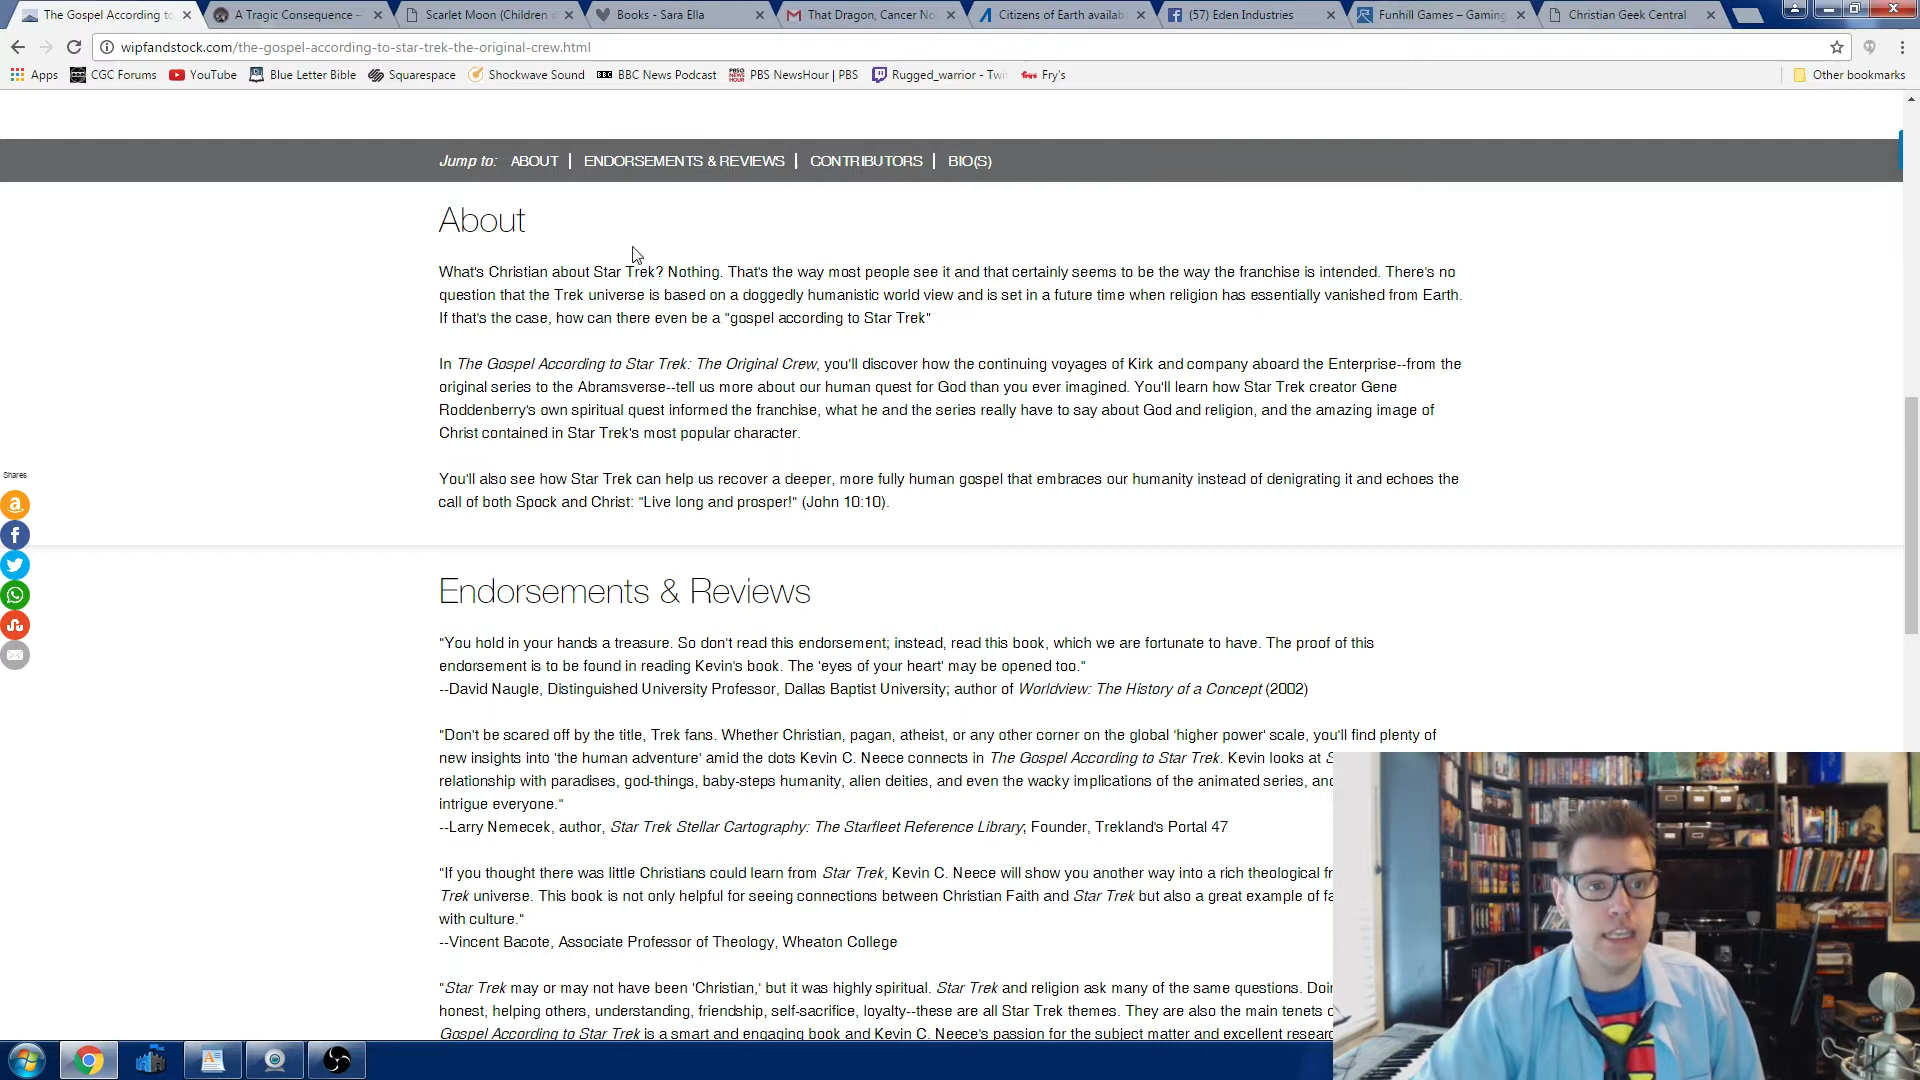 The Gospel According to
A Tragic Consequence –
Scarlet Moon (Children o
Books - Sara Ella
That Dragon, Cancer No
Citizens of Earth availab
(57) Eden Industries
Funhill Games – Gaming
Christian Geek Central
wipfandstock.com/the-gospel-according-to-star-trek-the-original-crew.html
Apps
CGC Forums
YouTube
Blue Letter Bible
Squarespace
Shockwave Sound
BBC News Podcast
PBS NewsHour | PBS
Rugged_warrior - Twi
Fry's
Other bookmarks
Jump to: ABOUT | ENDORSEMENTS & REVIEWS | CONTRIBUTORS | BIO(S)
About
What's Christian about Star Trek? Nothing. That's the way most people see it and that certainly seems to be the way the franchise is intended. There's no
question that the Trek universe is based on a doggedly humanistic world view and is set in a future time when religion has essentially vanished from Earth.
If that's the case, how can there even be a "gospel according to Star Trek"
In The Gospel According to Star Trek: The Original Crew, you'll discover how the continuing voyages of Kirk and company aboard the Enterprise--from the
original series to the Abramsverse--tell us more about our human quest for God than you ever imagined. You'll learn how Star Trek creator Gene
Roddenberry's own spiritual quest informed the franchise, what he and the series really have to say about God and religion, and the amazing image of
Christ contained in Star Trek's most popular character.
You'll also see how Star Trek can help us recover a deeper, more fully human gospel that embraces our humanity instead of denigrating it and echoes the
call of both Spock and Christ: "Live long and prosper!" (John 10:10).
Shares
Endorsements & Reviews
"You hold in your hands a treasure. So don't read this endorsement; instead, read this book, which we are fortunate to have. The proof of this
endorsement is to be found in reading Kevin's book. The 'eyes of your heart' may be opened too."
--David Naugle, Distinguished University Professor, Dallas Baptist University; author of Worldview: The History of a Concept (2002)
"Don't be scared off by the title, Trek fans. Whether Christian, pagan, atheist, or any other corner on the global 'higher power' scale, you'll find plenty of
new insights into 'the human adventure' amid the dots Kevin C. Neece connects in The Gospel According to Star Trek. Kevin looks at S
relationship with paradises, god-things, baby-steps humanity, alien deities, and even the wacky implications of the animated series, and
intrigue everyone."
--Larry Nemecek, author, Star Trek Stellar Cartography: The Starfleet Reference Library; Founder, Trekland's Portal 47
"If you thought there was little Christians could learn from Star Trek, Kevin C. Neece will show you another way into a rich theological fr
Trek universe. This book is not only helpful for seeing connections between Christian Faith and Star Trek but also a great example of fa
with culture."
--Vincent Bacote, Associate Professor of Theology, Wheaton College
"Star Trek may or may not have been 'Christian,' but it was highly spiritual. Star Trek and religion ask many of the same questions. Doin
honest, helping others, understanding, friendship, self-sacrifice, loyalty--these are all Star Trek themes. They are also the main tenets o
Gospel According to Star Trek is a smart and engaging book and Kevin C. Neece's passion for the subject matter and excellent researc